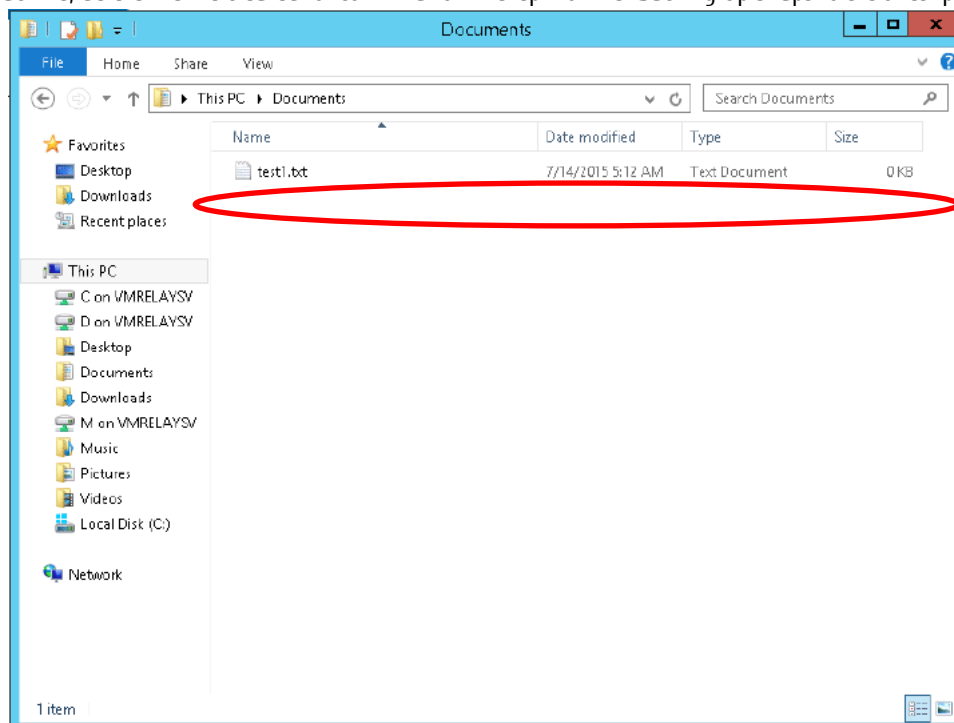 Documents
File Home Share View
This PC Documents Search Documents
Name Date modified Type Size
Favorites
test1.txt 7/14/2015 5:12 AM Text Document 0 KB
Desktop
Downloads
Recent places
This PC
C on VMRELAYSV
D on VMRELAYSV
Desktop
Documents
Downloads
M on VMRELAYSV
Music
Pictures
Videos
Local Disk (C:)
Network
1 item